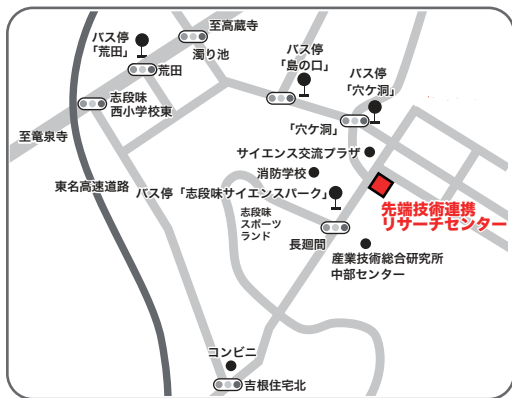 至高蔵寺
バス停
「荒田」
濁り池
荒田
バス停
「島の口」
バス停
「穴ケ洞」
志段味
西小学校東
「穴ケ洞」
至竜泉寺
サイエンス交流プラザ
消防学校
東名高速道路
バス停「志段味サイエンスパーク」
先端技術連携
リサーチセンター
志段味
スポーツ
ランド
長廻間
産業技術総合研究所
中部センター
コンビニ
吉根住宅北